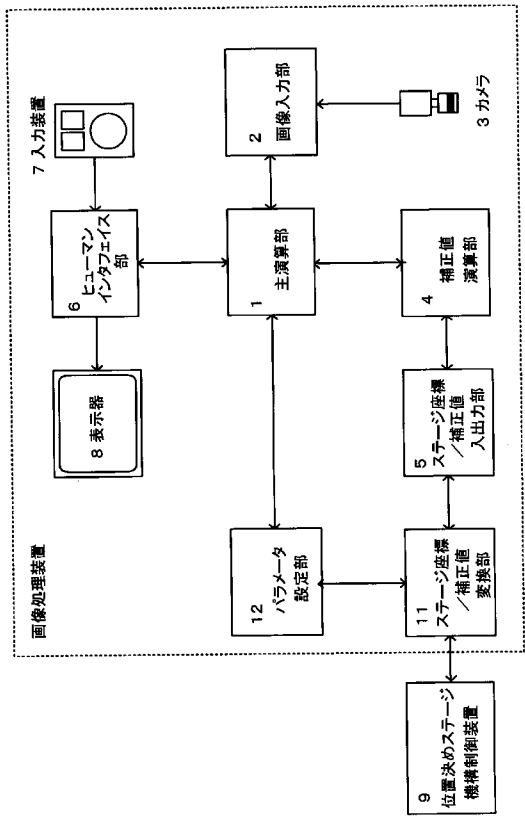 画像処理装置
7 入力装置
6
ヒューマン
インタフェイス
部
8 表示器
2
画像入力部
3 カメラ
1
主演算部
12
パラメータ
設定部
4
補正値
演算部
5
ステージ座標
／補正値
入出力部
11
ステージ座標
／補正値
変換部
9
位置決めステージ
機構制御装置